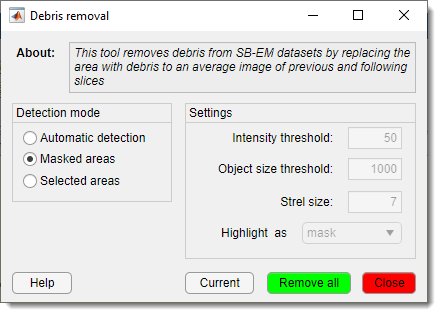 Debris removal
About:
This tool removes debris from SB-EM datasets by replacing the
area with debris to an average image of previous and following
slices
Detection mode
Automatic detection
Masked areas
Selected areas
Settings
Intensity threshold: 50
Object size threshold: 1000
Strel size: 7
Highlight as mask
Help
Current
Remove all
Close